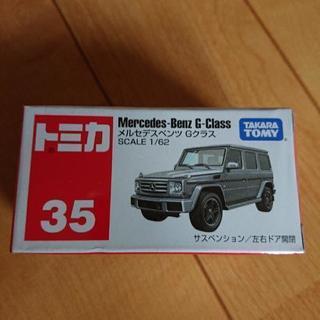 トミカ
35
Mercedes-Benz G-Class
メルセデスベンツ Gクラス
SCALE 1/62
TAKARA
TOMY
サスペンション／左右ドア開閉